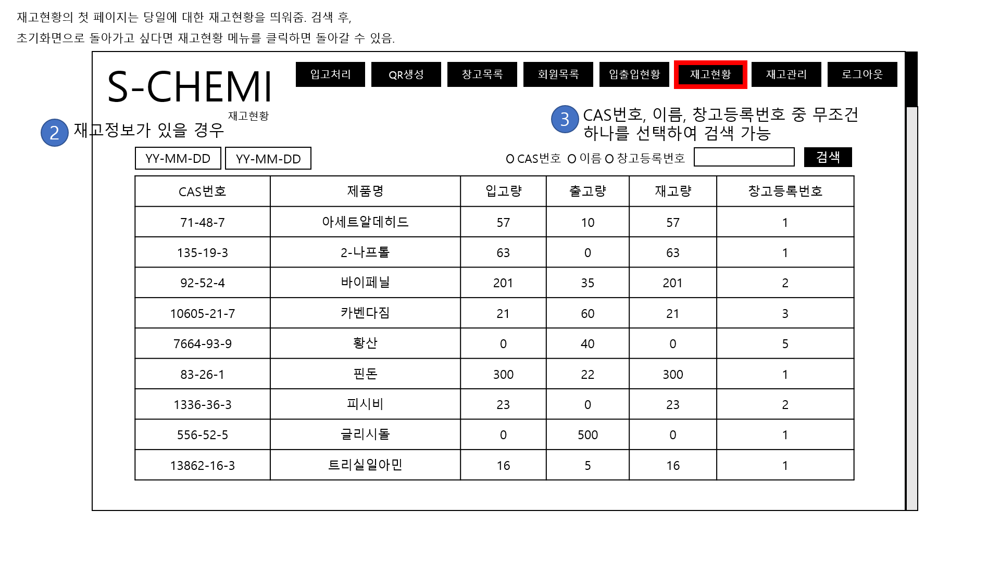 재고현황의 첫 페이지는 당일에 대한 재고현황을 띄워줌. 검색 후,
초기화면으로 돌아가고 싶다면 재고현황 메뉴를 클릭하면 돌아갈 수 있음.
S-CHEMI
재고현황
입고처리 QR생성 창고목록 회원목록 입출입현황 재고현황 재고관리 로그아웃
2 재고정보가 있을 경우
3 CAS번호, 이름, 창고등록번호 중 무조건
하나를 선택하여 검색 가능
YY-MM-DD YY-MM-DD O CAS번호 O 이름 O 창고등록번호 검색
CAS번호 제품명 입고량 출고량 재고량 창고등록번호
71-48-7 아세트알데히드 57 10 57 1
135-19-3 2-나프톨 63 0 63 1
92-52-4 바이페닐 201 35 201 2
10605-21-7 카벤다짐 21 60 21 3
7664-93-9 황산 0 40 0 5
83-26-1 핀돈 300 22 300 1
1336-36-3 피시비 23 0 23 2
556-52-5 글리시돌 0 500 0 1
13862-16-3 트리실일아민 16 5 16 1